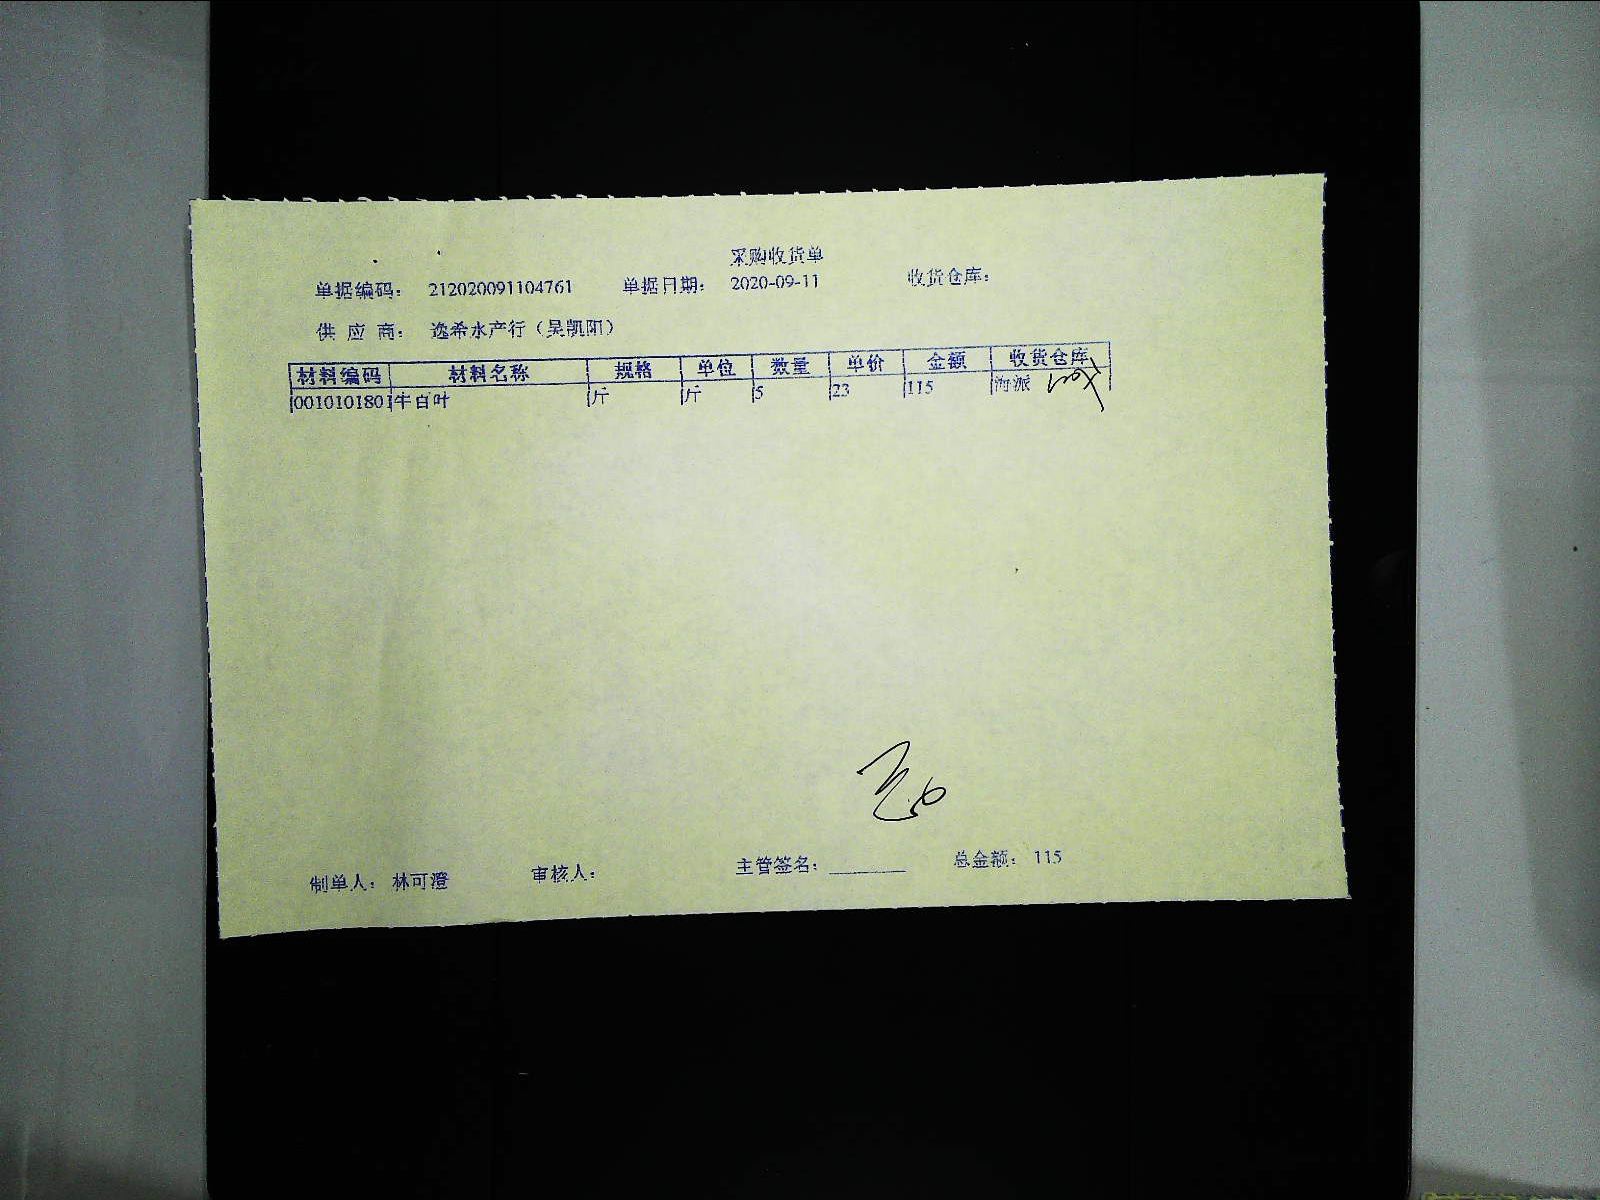 采购收货单
单据编码： 212020091104761 单据日期： 2020-09-11 收货仓库：
供 应 商： 逸希水产行（吴凯阳）
材料编码 材料名称 规格 单位 数量 单价 金额 收货仓库
0010101801 牛百叶 斤 斤 5 23 115 海派
制单人： 林可澄 审核人： 主管签名： 总金额： 115